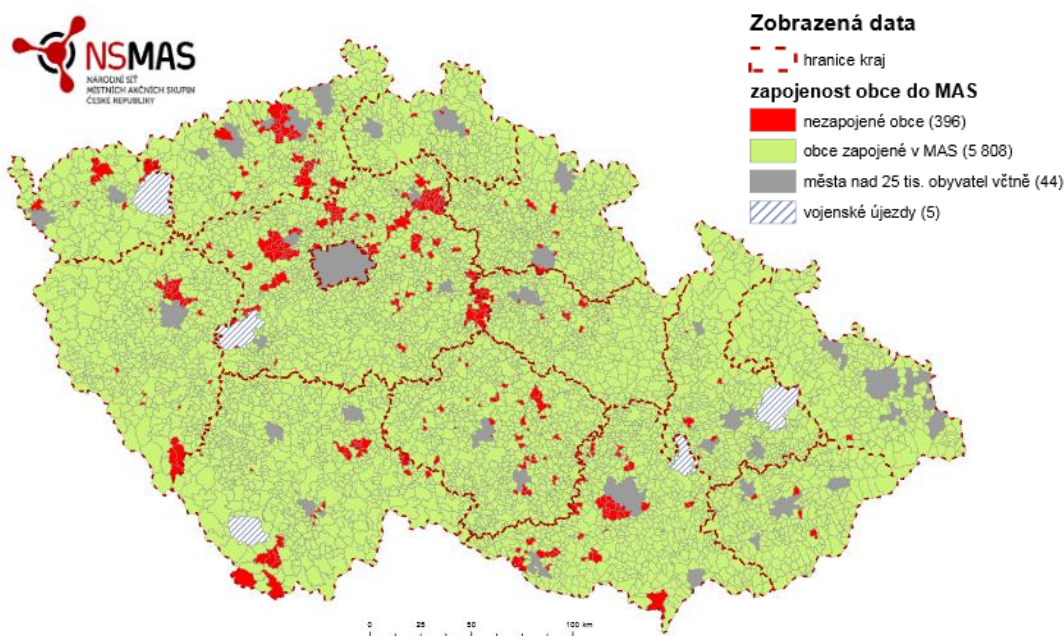 NSMAS
NÁRODNÍ SÍŤ
MÍSTNÍCH AKČNÍCH SKUPIN
ČESKÉ REPUBLIKY
Zobrazená data
hranice kraj
zapojenost obce do MAS
nezapojené obce (396)
obce zapojené v MAS (5 808)
města nad 25 tis. obyvatel včtně (44)
vojenské újezdy (5)
0 25 50 100 km